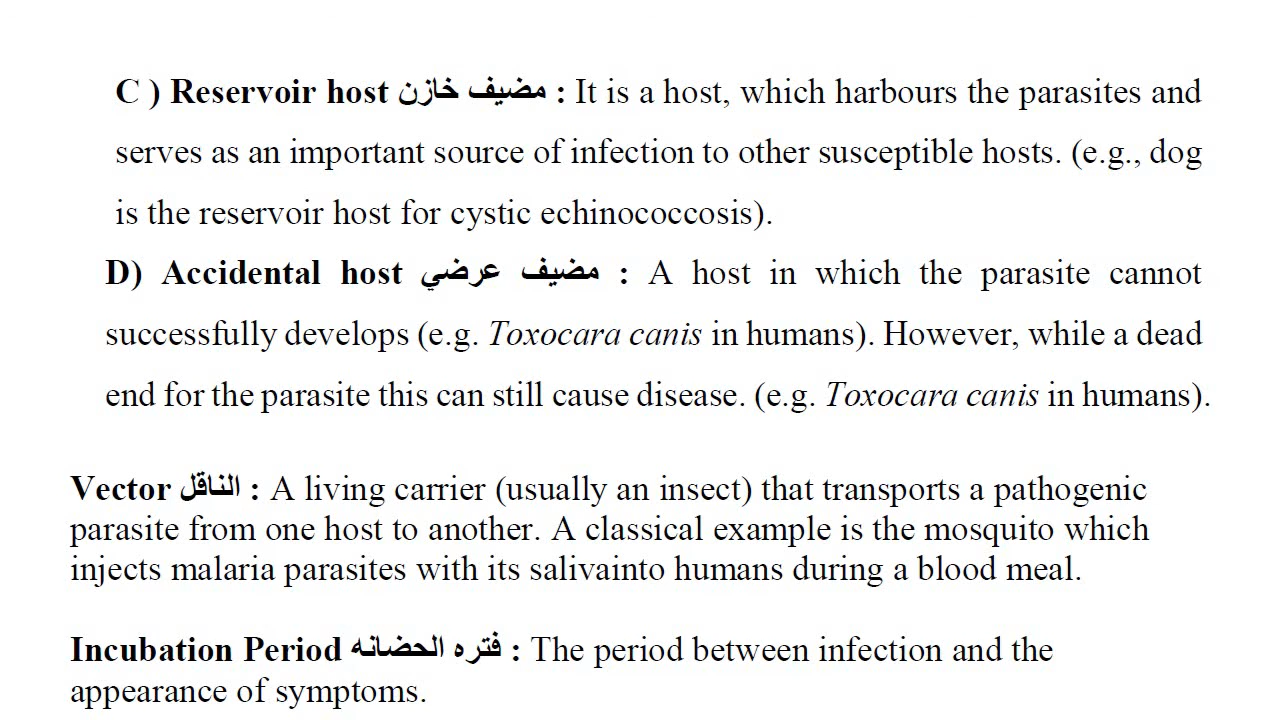 C ) Reservoir host مضيف خازن : It is a host, which harbours the parasites and
serves as an important source of infection to other susceptible hosts. (e.g., dog
is the reservoir host for cystic echinococcosis).
D) Accidental host مضيف عرضي : A host in which the parasite cannot
successfully develops (e.g. Toxocara canis in humans). However, while a dead
end for the parasite this can still cause disease. (e.g. Toxocara canis in humans).
Vector الناقل : A living carrier (usually an insect) that transports a pathogenic
parasite from one host to another. A classical example is the mosquito which
injects malaria parasites with its salivainto humans during a blood meal.
Incubation Period فتره الحضانه : The period between infection and the
appearance of symptoms.